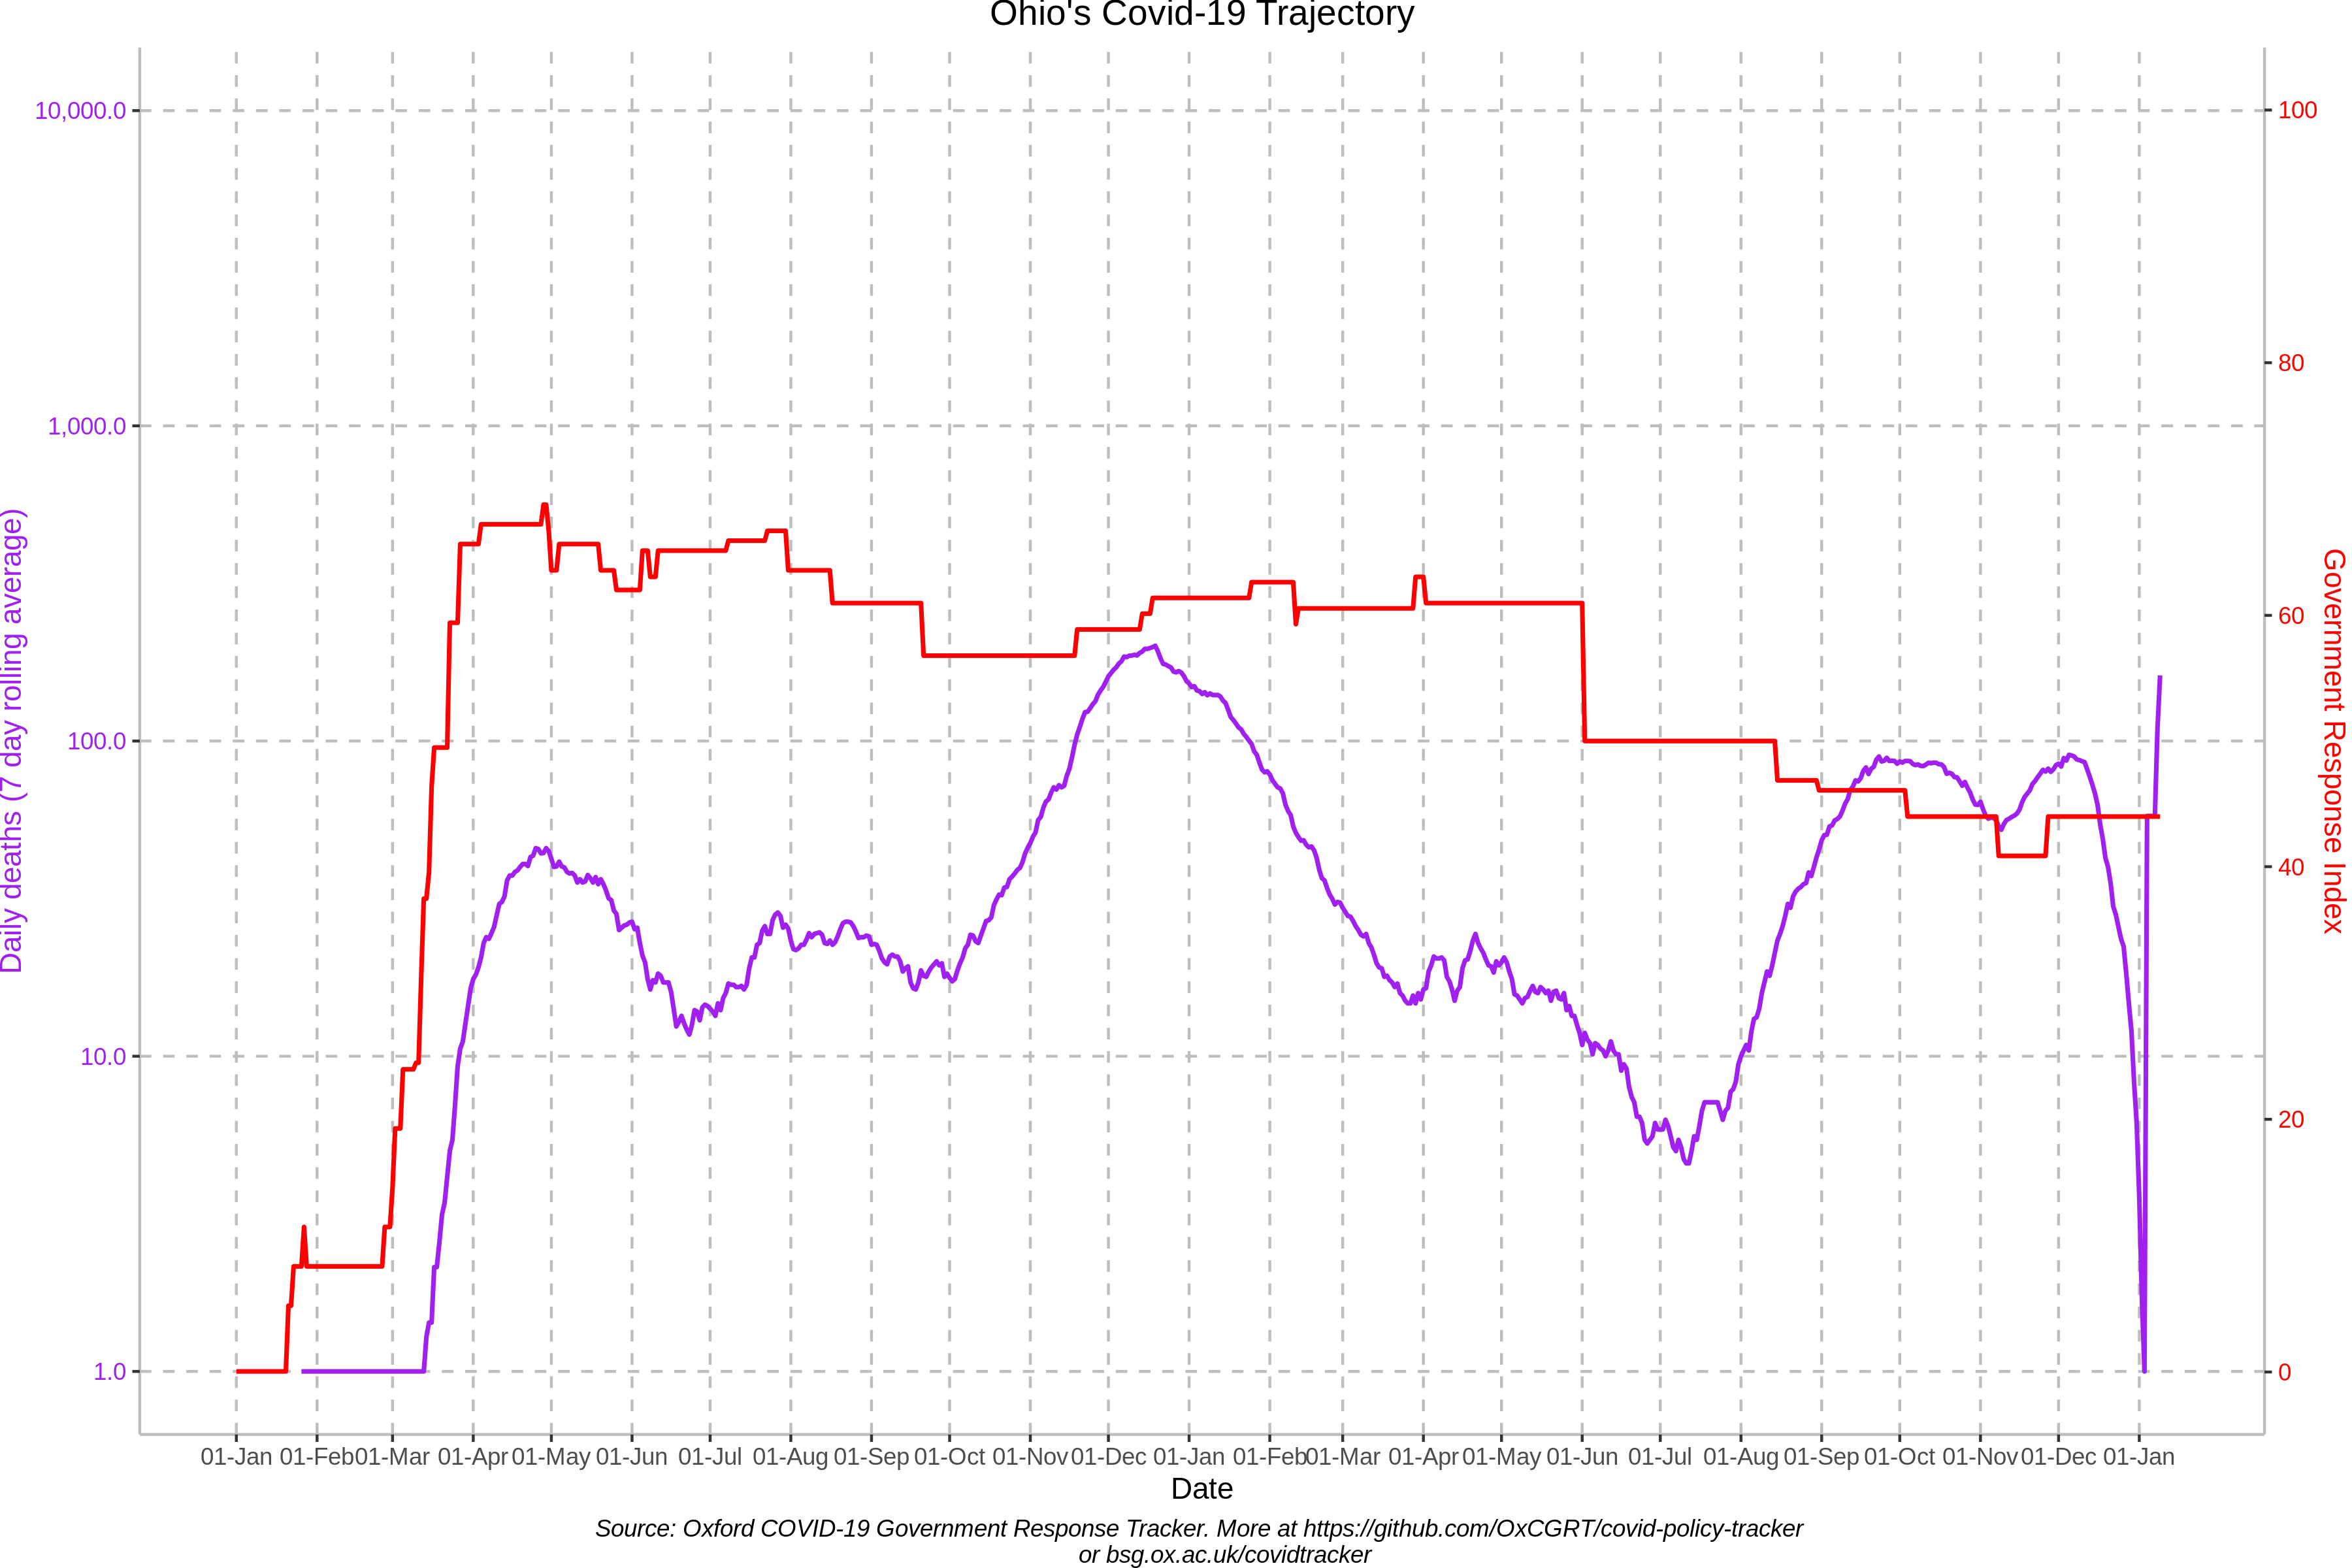 Ohio's Covid-19 Trajectory
10,000.0
1,000.0
100.0
10.0
1.0
Daily deaths (7 day rolling average)
100
80
60
40
20
0
Government Response Index
01-Jan 01-Feb 01-Mar 01-Apr 01-May 01-Jun 01-Jul 01-Aug 01-Sep 01-Oct 01-Nov 01-Dec 01-Jan 01-Feb 01-Mar 01-Apr 01-May 01-Jun 01-Jul 01-Aug 01-Sep 01-Oct 01-Nov 01-Dec 01-Jan
Date
Source: Oxford COVID-19 Government Response Tracker. More at https://github.com/OxCGRT/covid-policy-tracker
or bsg.ox.ac.uk/covidtracker